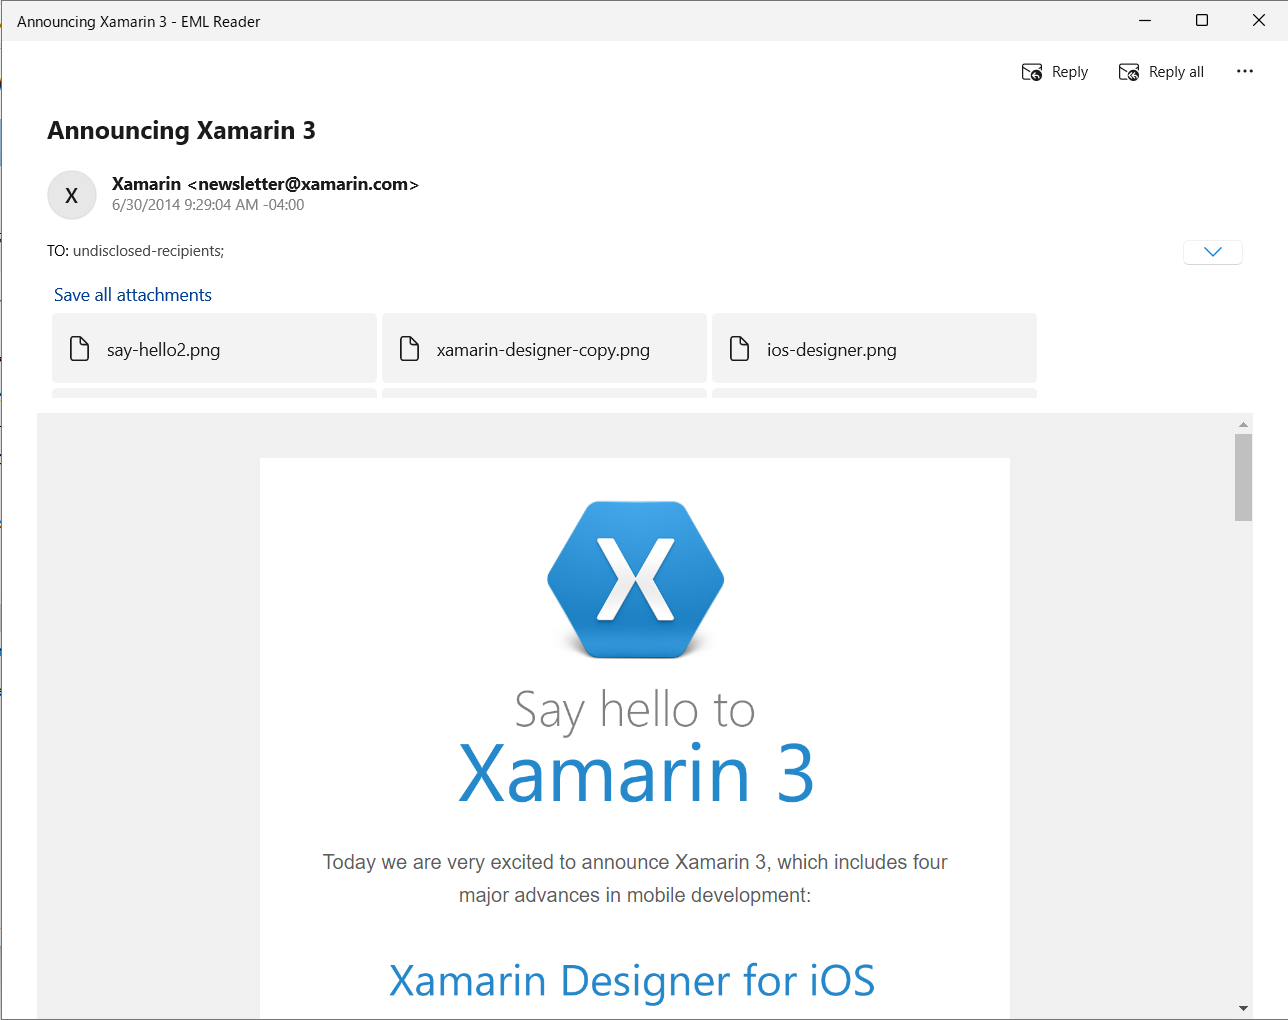 Announcing Xamarin 3 - EML Reader
Reply
Reply all
Announcing Xamarin 3
X
Xamarin <newsletter@xamarin.com>
6/30/2014 9:29:04 AM -04:00
TO: undisclosed-recipients;
Save all attachments
say-hello2.png
xamarin-designer-copy.png
ios-designer.png
X
Say hello to
Xamarin 3
Today we are very excited to announce Xamarin 3, which includes four
major advances in mobile development:
Xamarin Designer for iOS